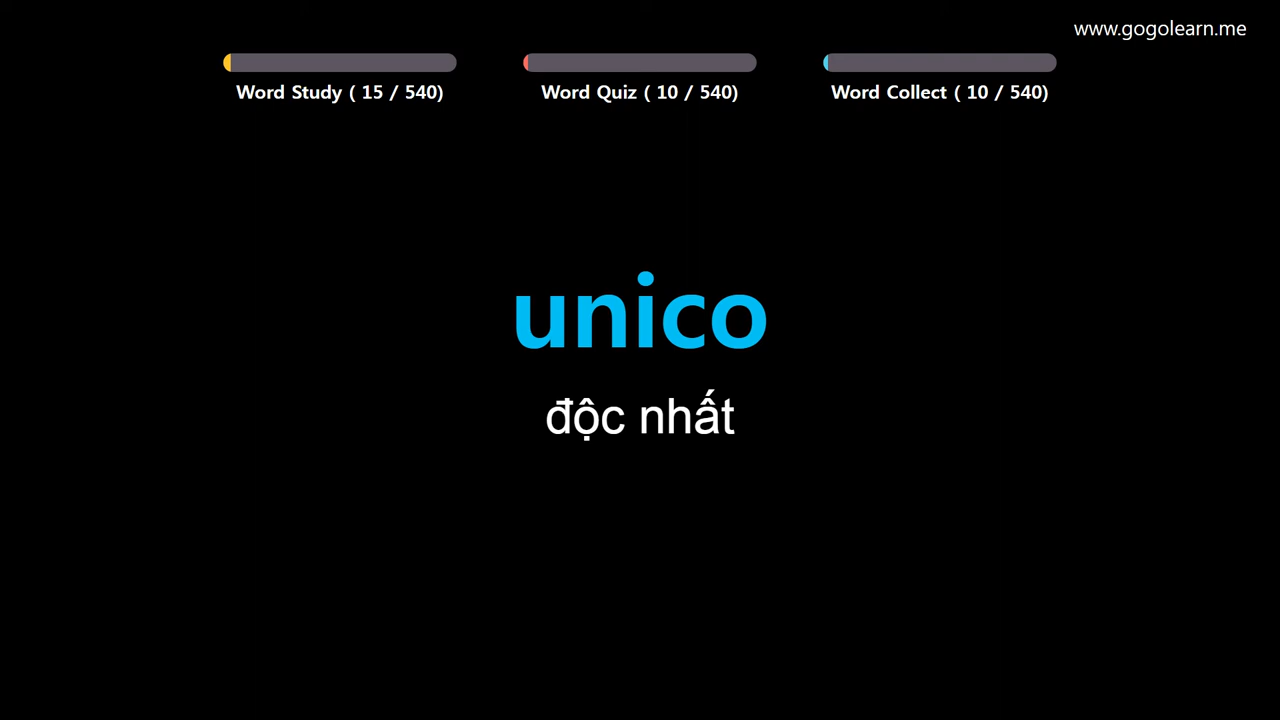 www.gogolearn.me
Word Study ( 15 / 540)
Word Quiz ( 10 / 540)
Word Collect ( 10 / 540)
unico
độc nhất